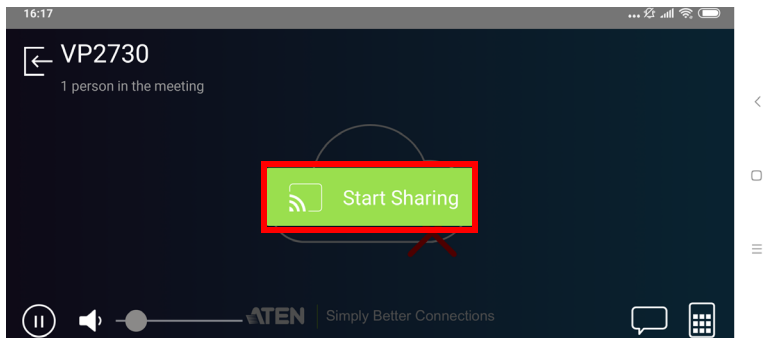 16:17
VP2730
1 person in the meeting
Start Sharing
ATEN Simply Better Connections